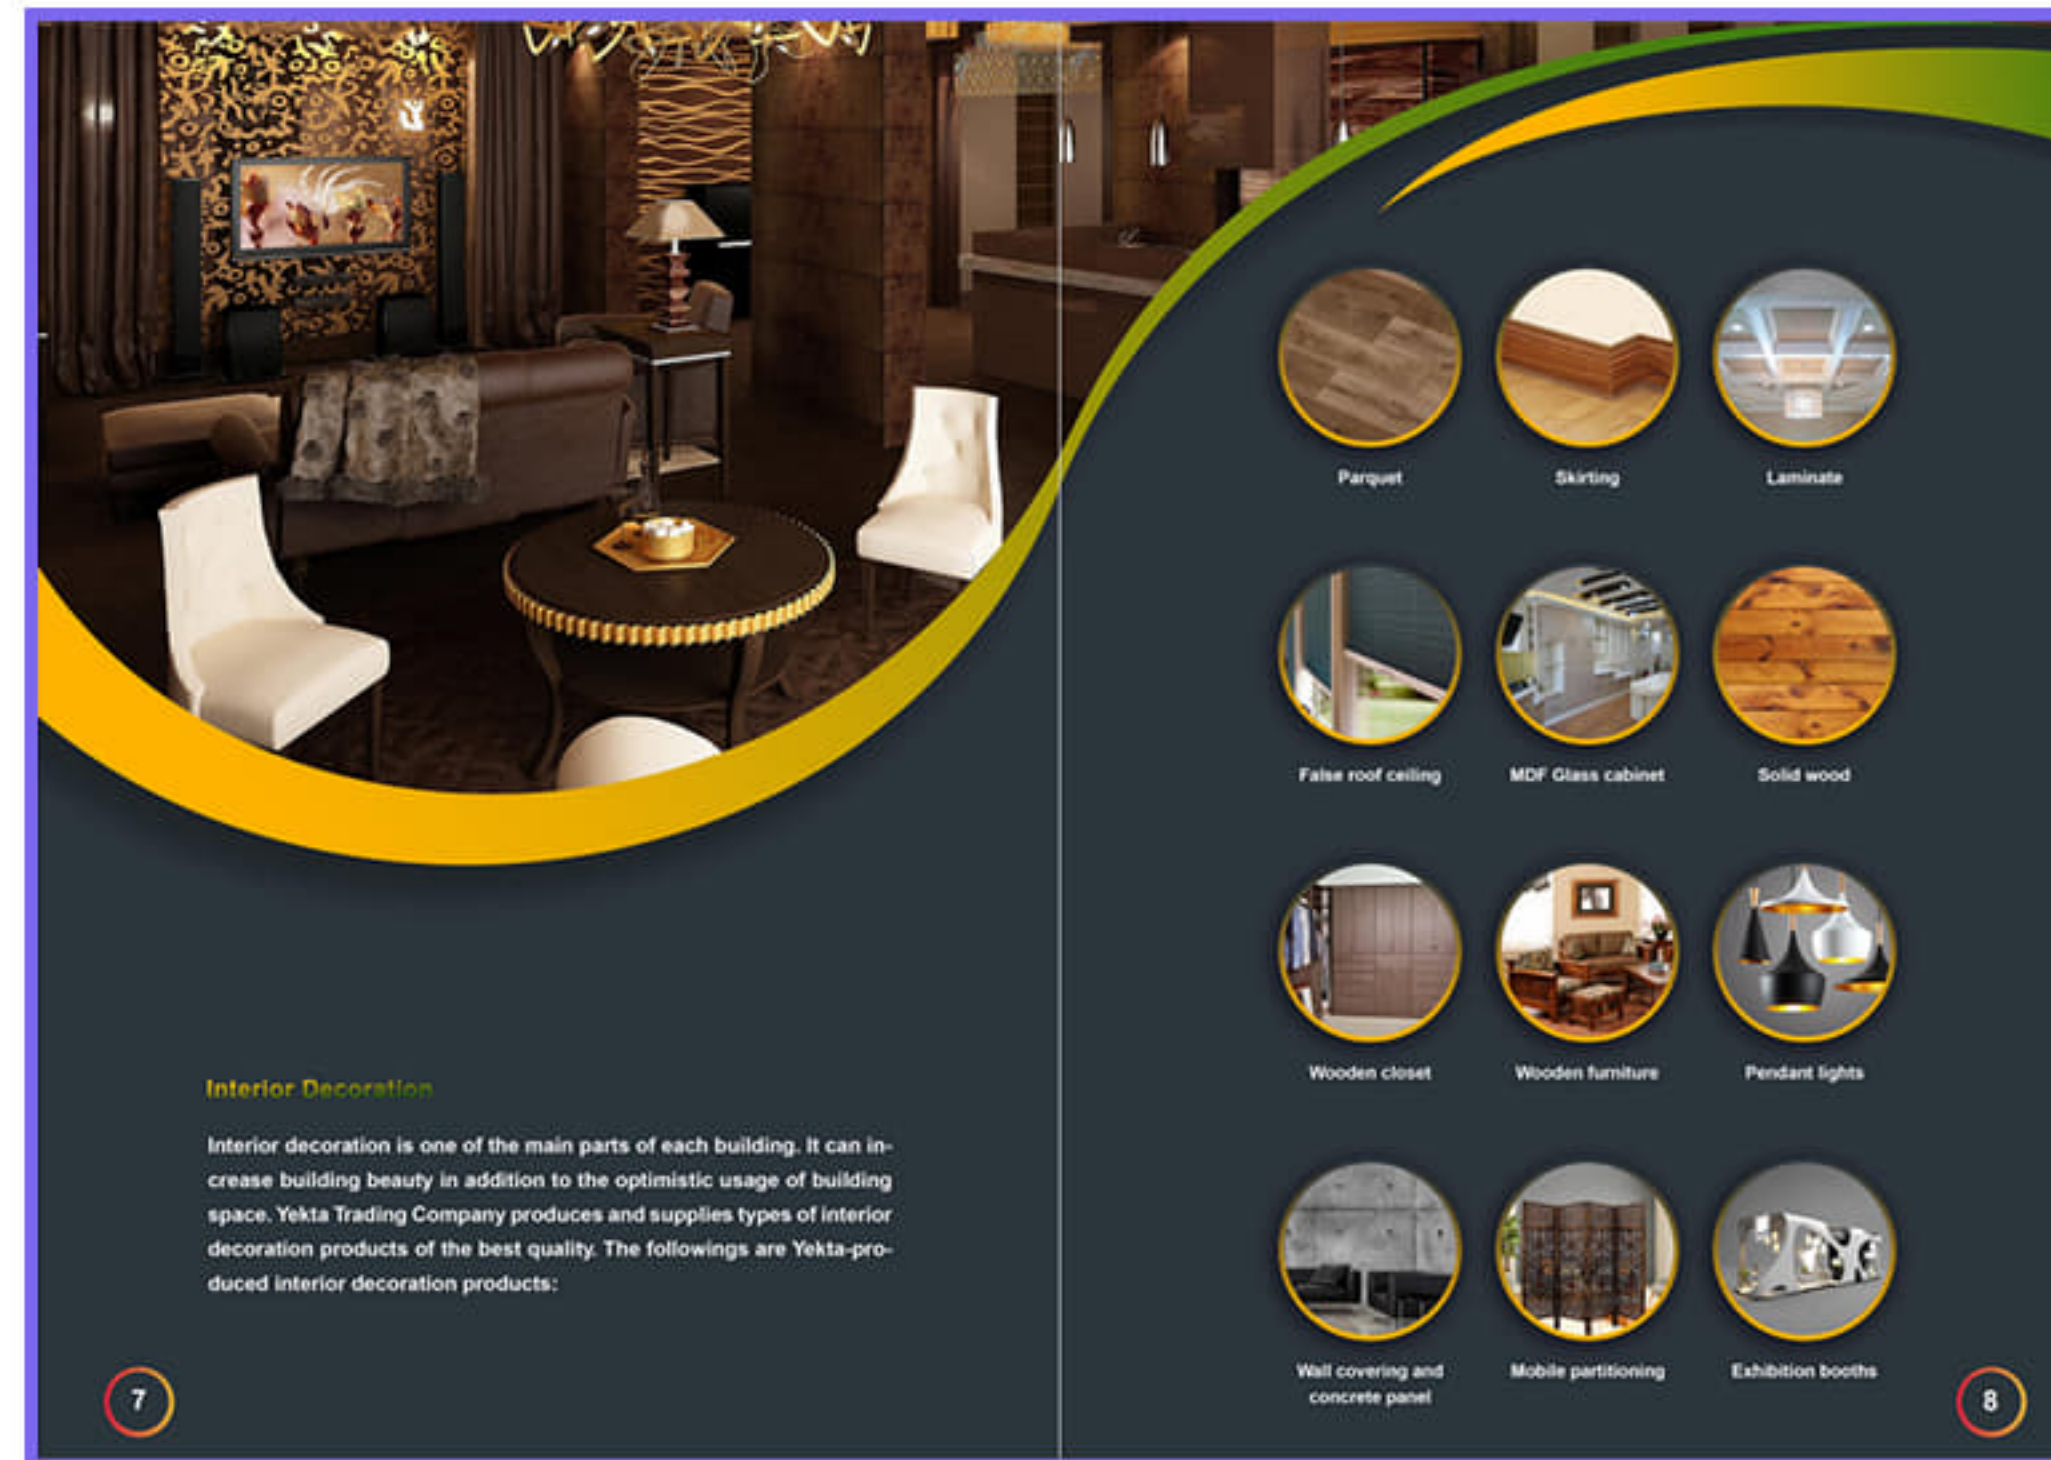 Interior Decoration
Interior decoration is one of the main parts of each building. It can in-
crease building beauty in addition to the optimistic usage of building
space. Yekta Trading Company produces and supplies types of interior
decoration products of the best quality. The followings are Yekta-pro-
duced interior decoration products:
7
Parquet
Skirting
Laminate
False roof ceiling
MDF Glass cabinet
Solid wood
Wooden closet
Wooden furniture
Pendant lights
Wall covering and
concrete panel
Mobile partitioning
Exhibition booths
8